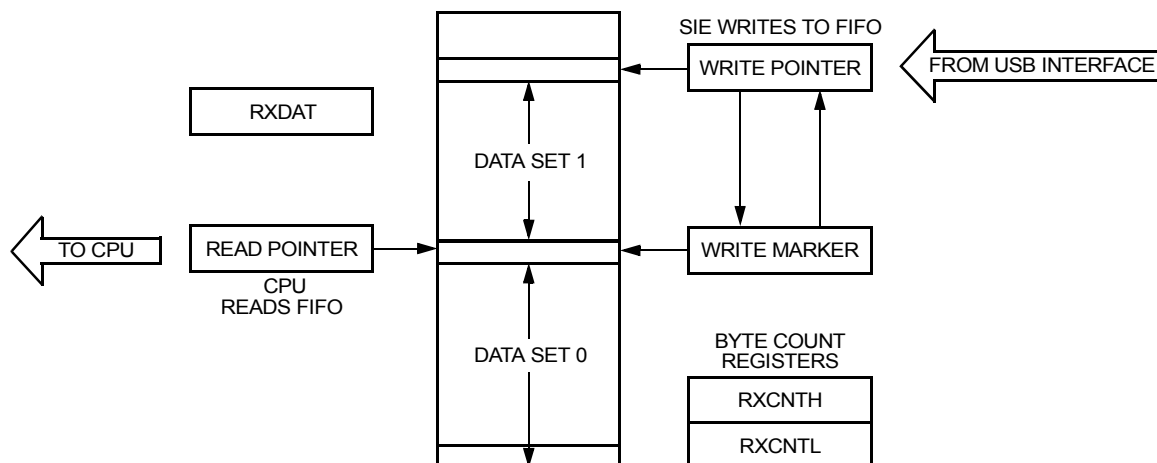 SIE WRITES TO FIFO
WRITE POINTER
FROM USB INTERFACE
RXDAT
DATA SET 1
TO CPU
READ POINTER
WRITE MARKER
CPU
READS FIFO
BYTE COUNT
REGISTERS
DATA SET 0
RXCNTH
RXCNTL